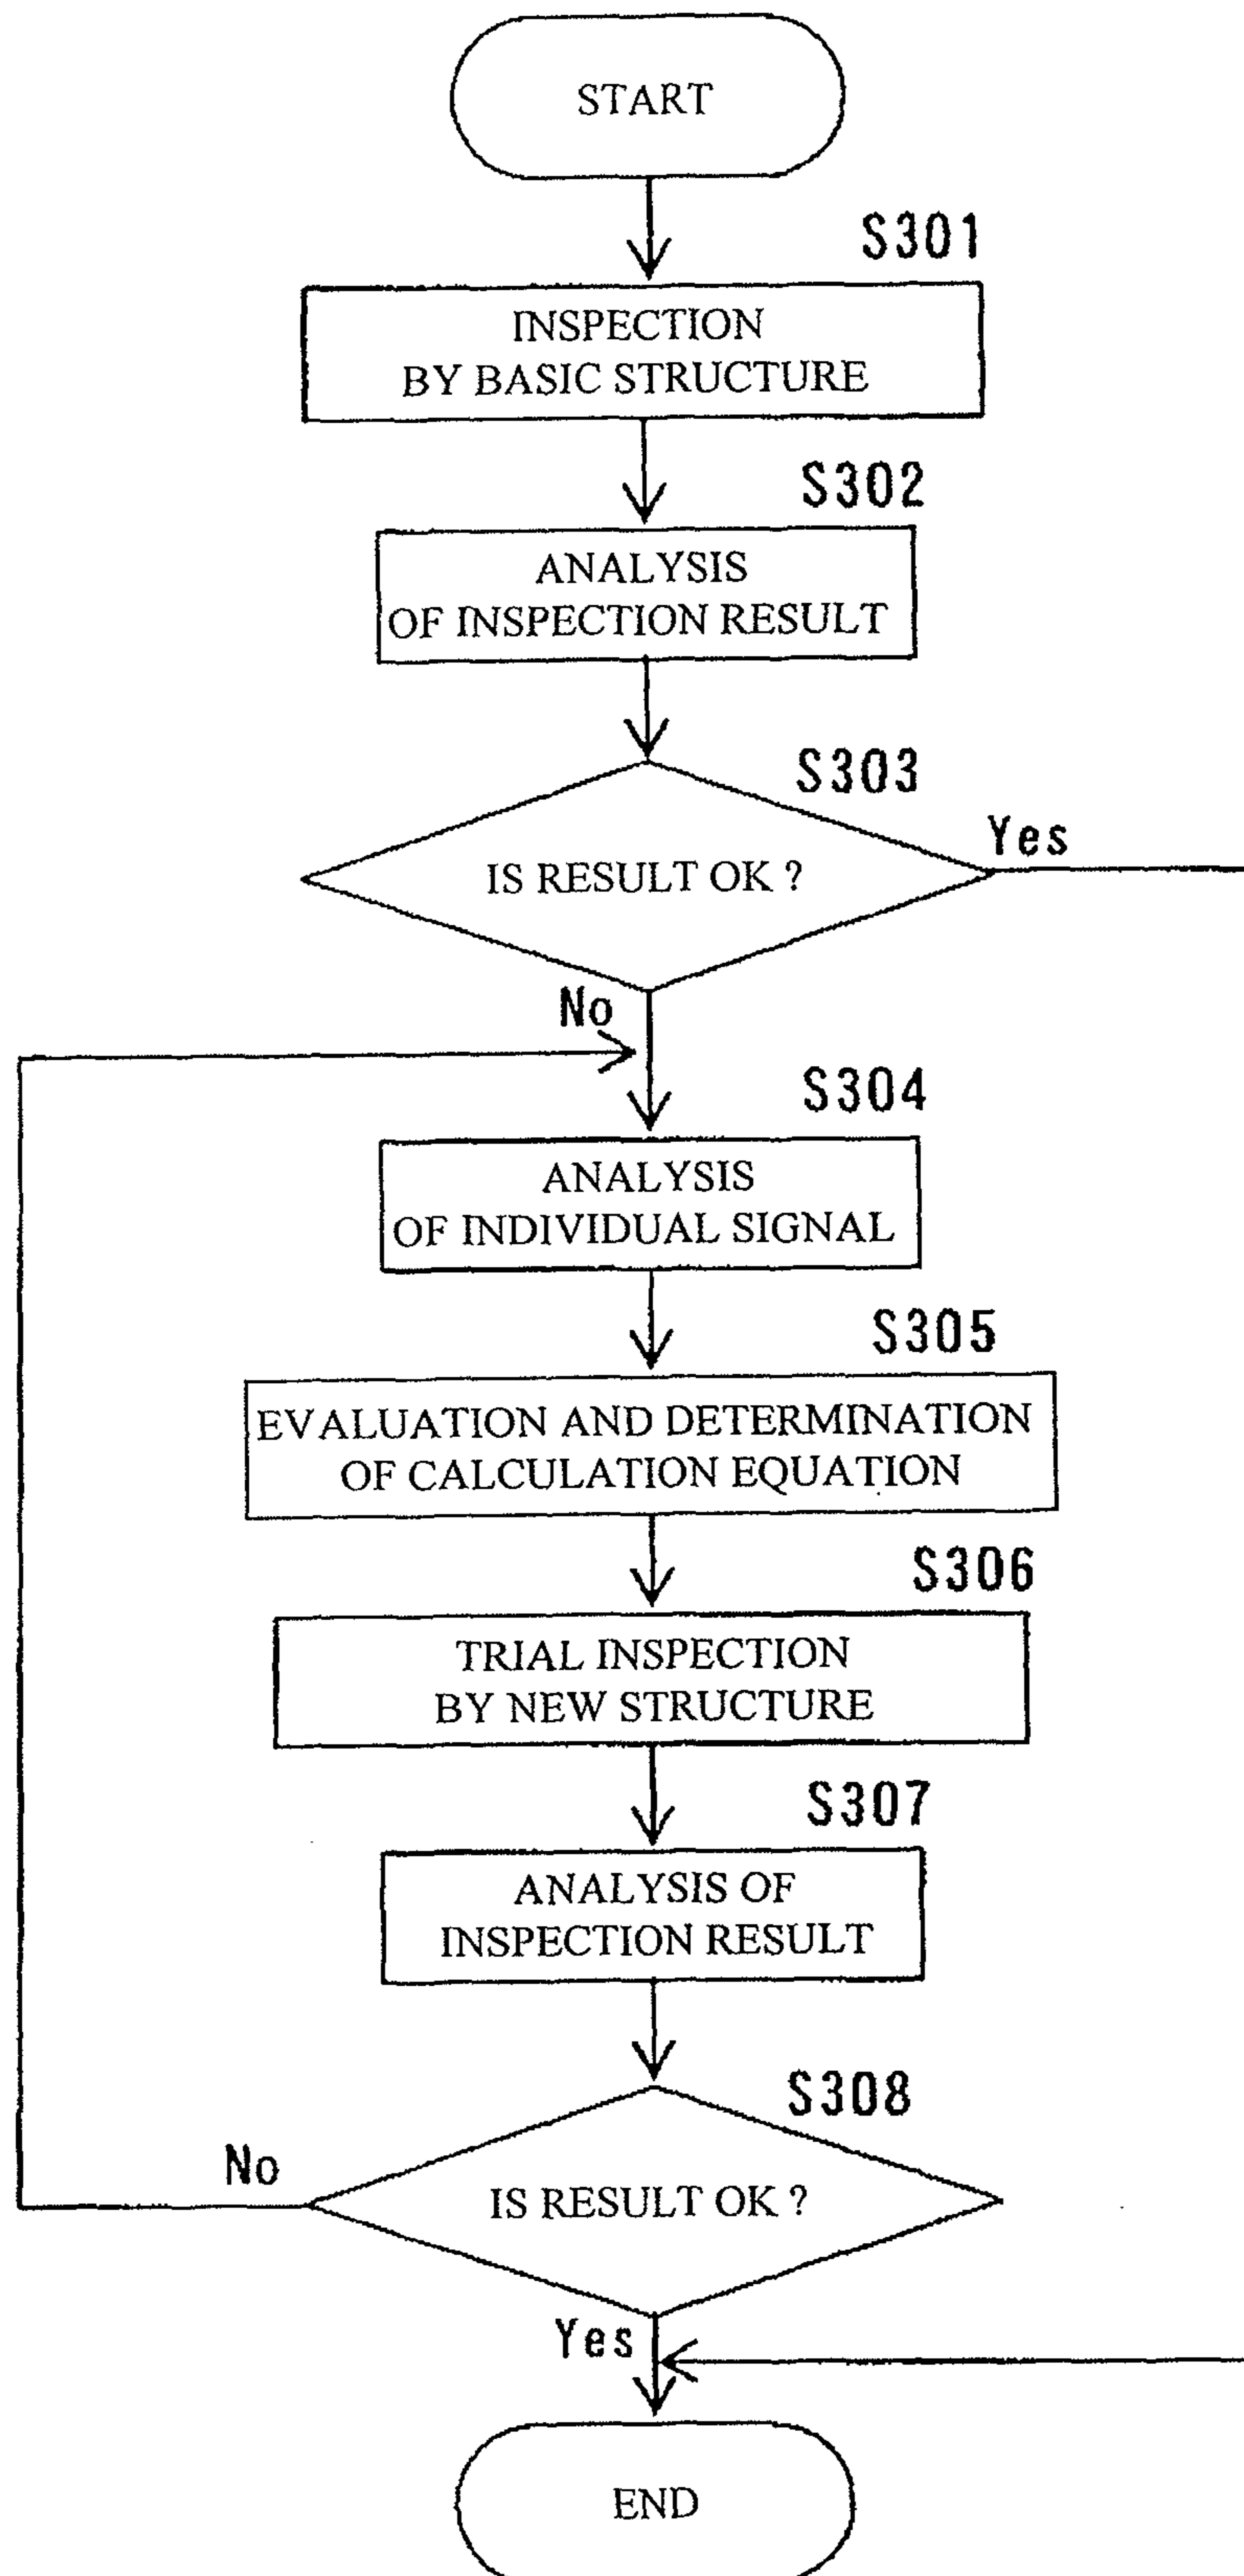 START
S301
INSPECTION
BY BASIC STRUCTURE
S302
ANALYSIS
OF INSPECTION RESULT
S303
IS RESULT OK ?
Yes
No
S304
ANALYSIS
OF INDIVIDUAL SIGNAL
S305
EVALUATION AND DETERMINATION
OF CALCULATION EQUATION
S306
TRIAL INSPECTION
BY NEW STRUCTURE
S307
ANALYSIS OF
INSPECTION RESULT
S308
No
IS RESULT OK ?
Yes
END